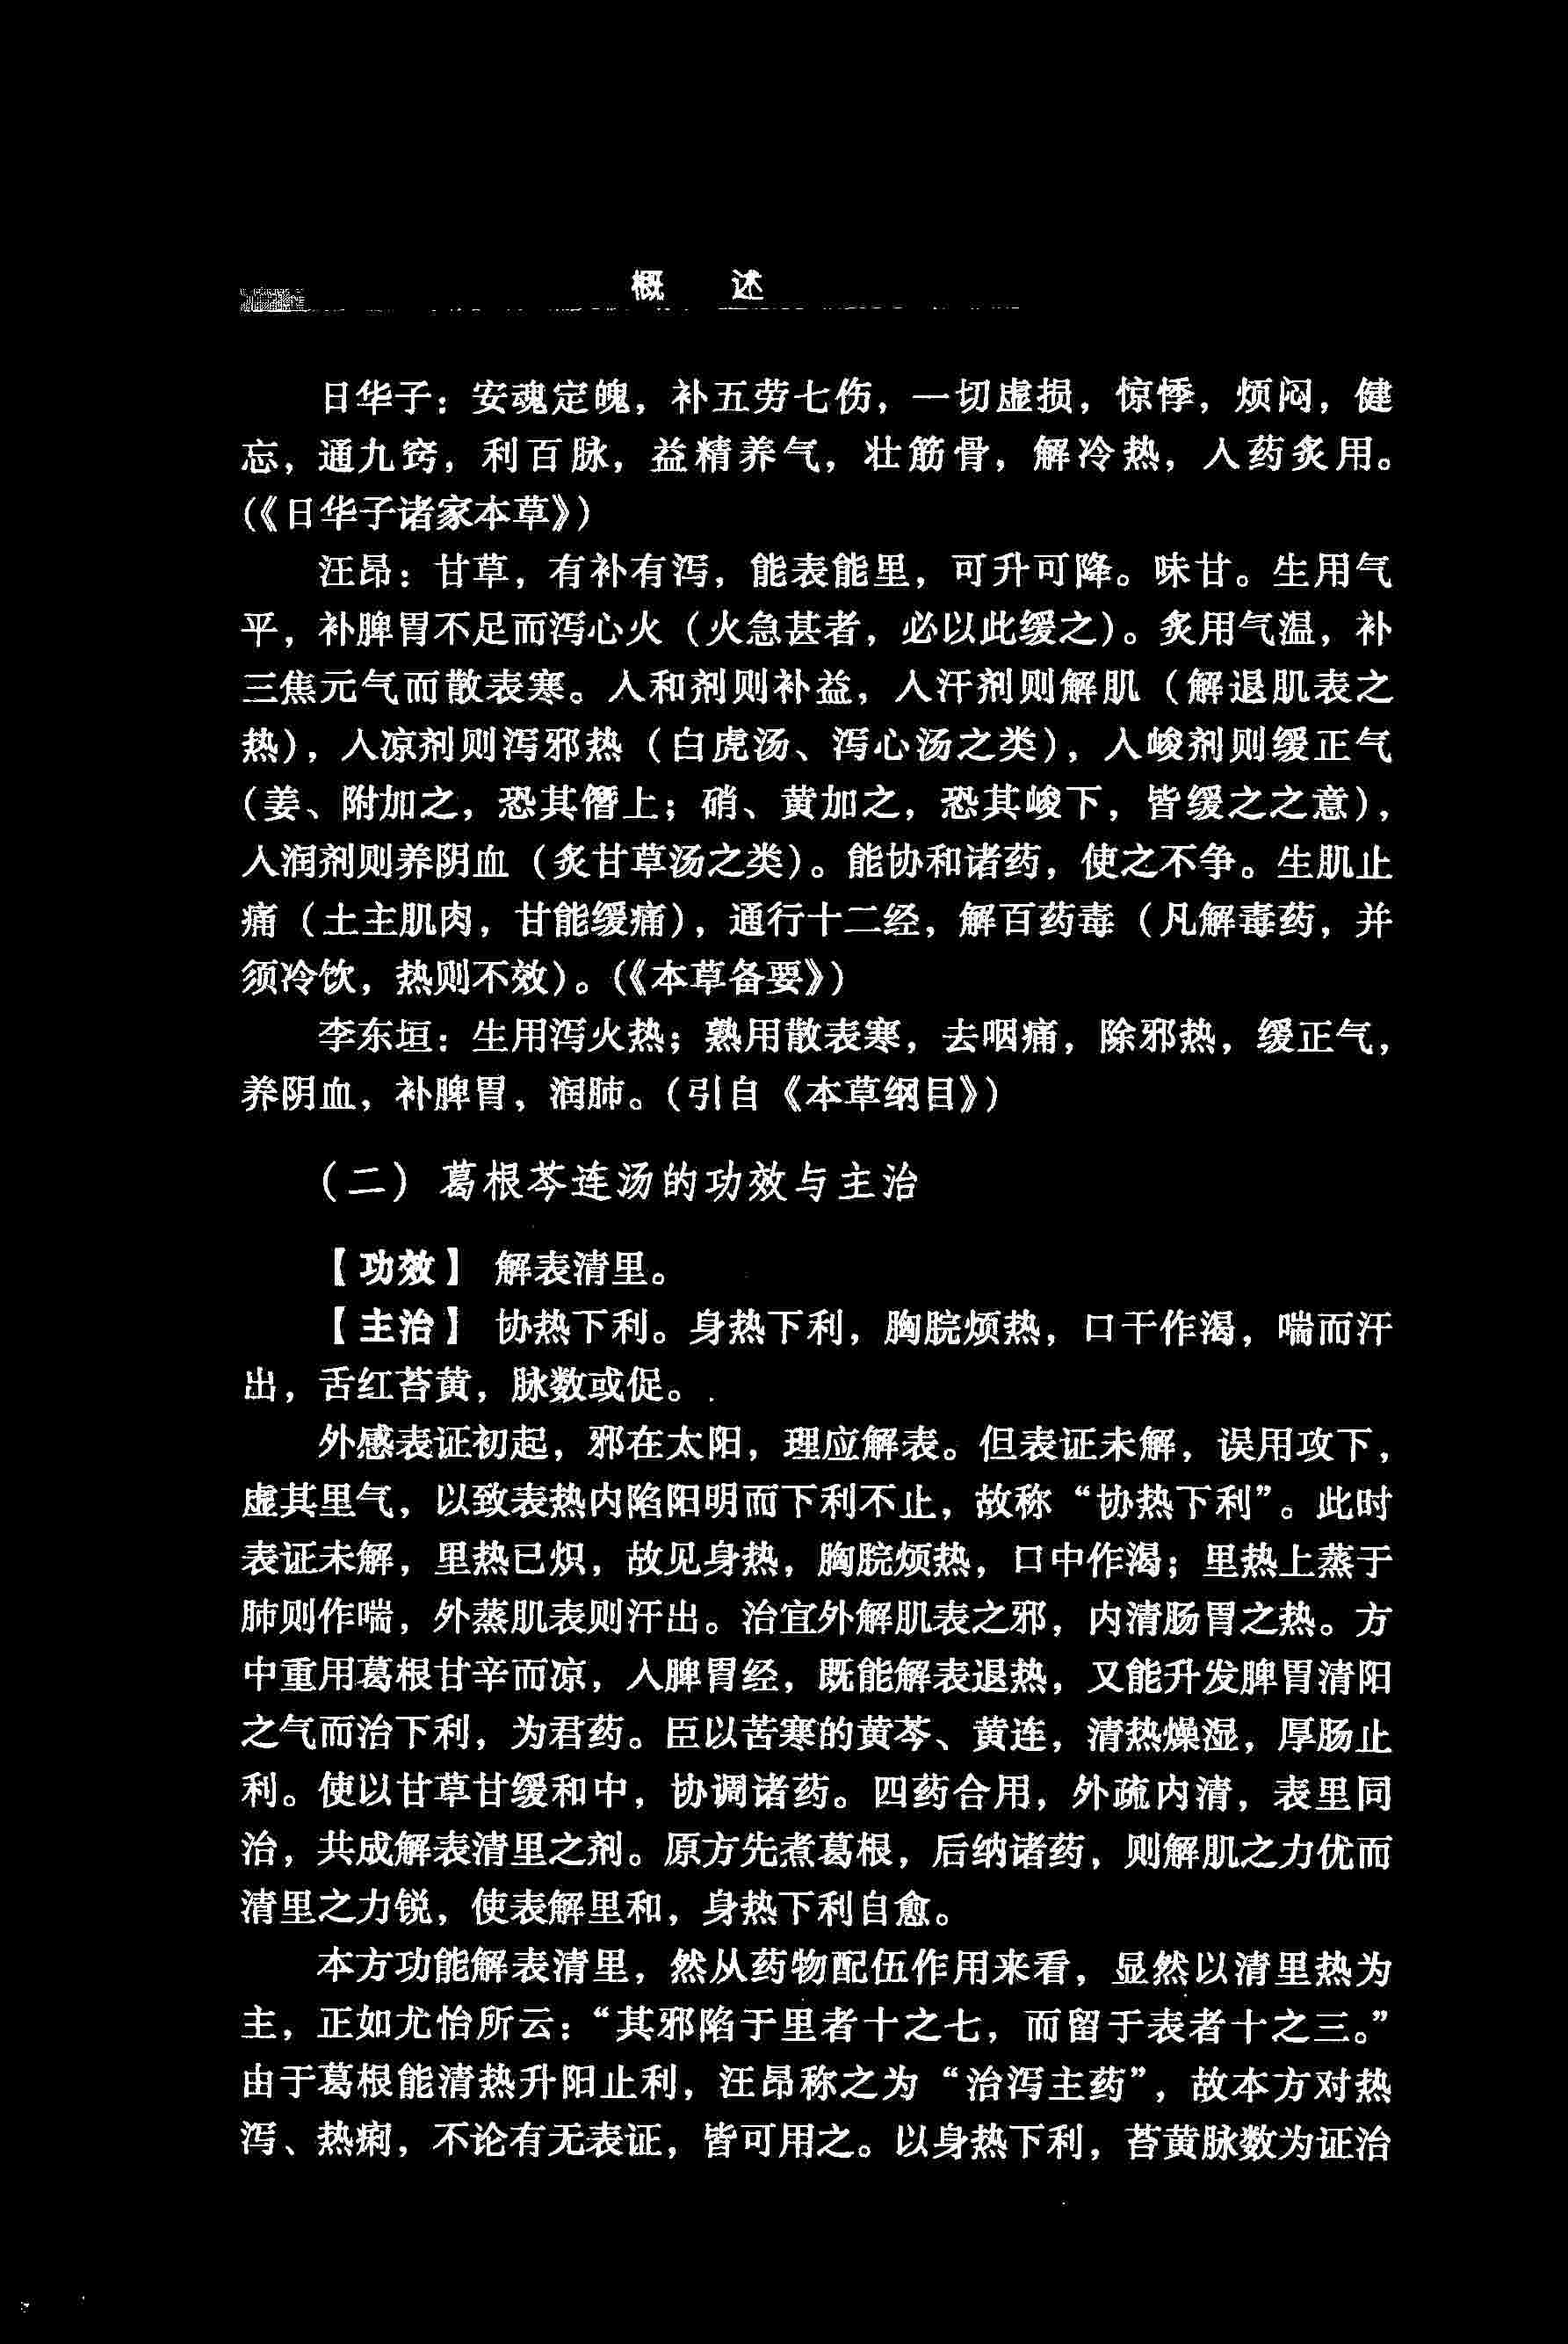 概 述
日华子：安魂定魄，补五劳七伤，一切虚损，惊悸，烦闷，健
忘，通九窍，利百脉，益精养气，壮筋骨，解冷热，入药炙用。
（《日华子诸家本草》）
汪昂：甘草，有补有泻，能表能里，可升可降。味甘。生用气
平，补脾胃不足而泻心火（火急甚者，必以此缓之）。炙用气温，补
三焦元气而散表寒。入和剂则补益，入汗剂则解肌（解退肌表之
热），入凉剂则泻邪热（白虎汤、泻心汤之类），入峻剂则缓正气
（姜、附加之，恐其僭上；硝、黄加之，恐其峻下，皆缓之之意），
入润剂则养阴血（炙甘草汤之类）。能协和诸药，使之不争。生肌止
痛（土主肌肉，甘能缓痛），通行十二经，解百药毒（凡解毒药，并
须冷饮，热则不效）。（《本草备要》）
李东垣：生用泻火热；熟用散表寒，去咽痛，除邪热，缓正气，
养阴血，补脾胃，润肺。（引自《本草纲目》）
（二）葛根芩连汤的功效与主治
【功效】 解表清里。
【主治】 协热下利。身热下利，胸脘烦热，口干作渴，喘而汗
出，舌红苔黄，脉数或促。
外感表证初起，邪在太阳，理应解表。但表证未解，误用攻下，
虚其里气，以致表热内陷阳明而下利不止，故称“协热下利”。此时
表证未解，里热已炽，故见身热，胸脘烦热，口中作渴；里热上蒸于
肺则作喘，外蒸肌表则汗出。治宜外解肌表之邪，内清肠胃之热。方
中重用葛根甘辛而凉，入脾胃经，既能解表退热，又能升发脾胃清阳
之气而治下利，为君药。臣以苦寒的黄芩、黄连，清热燥湿，厚肠止
利。使以甘草甘缓和中，协调诸药。四药合用，外疏内清，表里同
治，共成解表清里之剂。原方先煮葛根，后纳诸药，则解肌之力优而
清里之力锐，使表解里和，身热下利自愈。
本方功能解表清里，然从药物配伍作用来看，显然以清里热为
主，正如尤怡所云：“其邪陷于里者十之七，而留于表者十之三。”
由于葛根能清热升阳止利，汪昂称之为“治泻主药”，故本方对热
泻、热痢，不论有无表证，皆可用之。以身热下利，苔黄脉数为证治